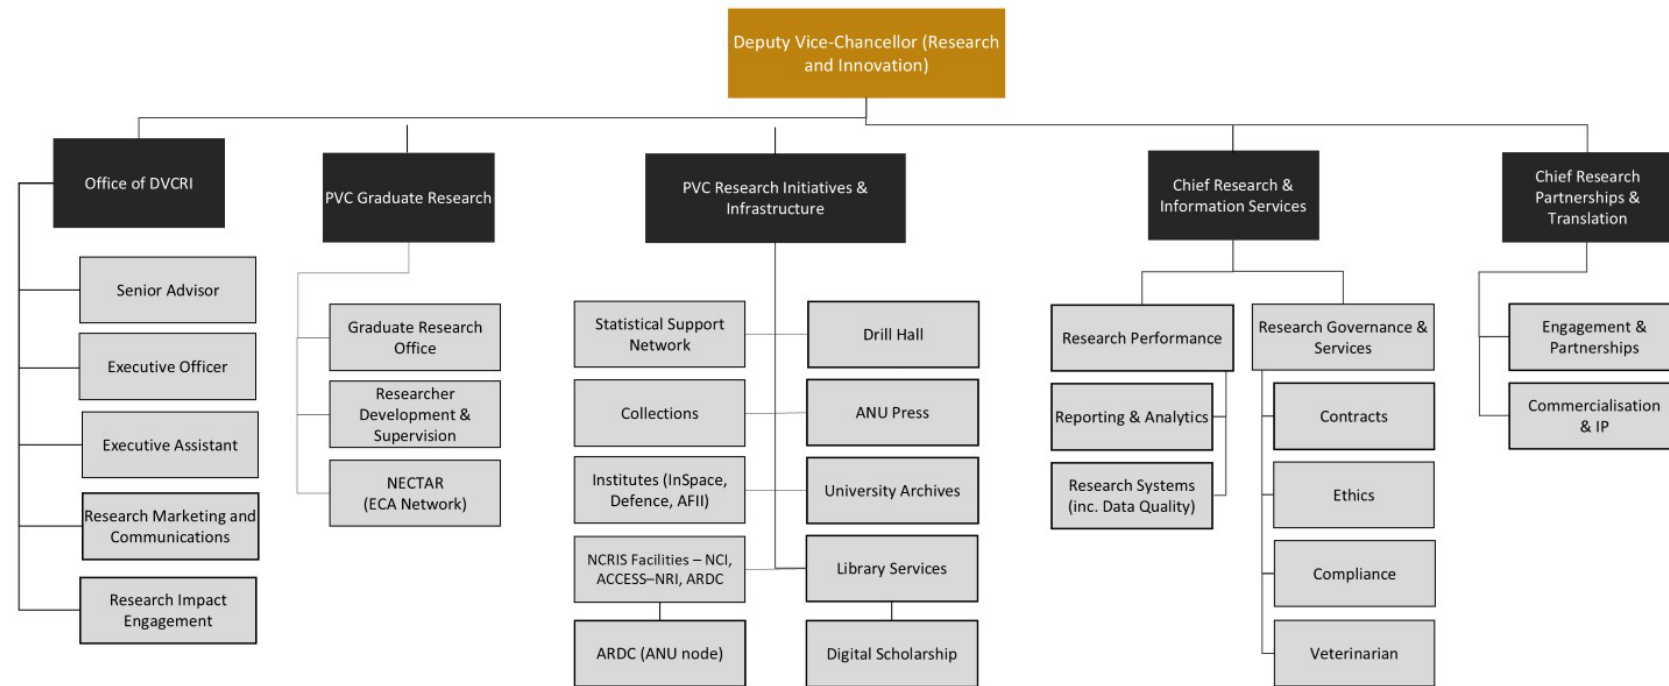 Deputy Vice-Chancellor (Research
and Innovation)
Office of DVCRI
PVC Graduate Research
PVC Research Initiatives &
Infrastructure
Chief Research &
Information Services
Chief Research
Partnerships &
Translation
Senior Advisor
Executive Officer
Executive Assistant
Research Marketing and
Communications
Research Impact
Engagement
Graduate Research
Office
Researcher
Development &
Supervision
NECTAR
(ECA Network)
Statistical Support
Network
Collections
Institutes (InSpace,
Defence, AFII)
NCRIS Facilities – NCI,
ACCESS–NRI, ARDC
ARDC (ANU node)
Drill Hall
ANU Press
University Archives
Library Services
Digital Scholarship
Research Performance
Reporting & Analytics
Research Systems
(inc. Data Quality)
Research Governance &
Services
Contracts
Ethics
Compliance
Veterinarian
Engagement &
Partnerships
Commercialisation
& IP